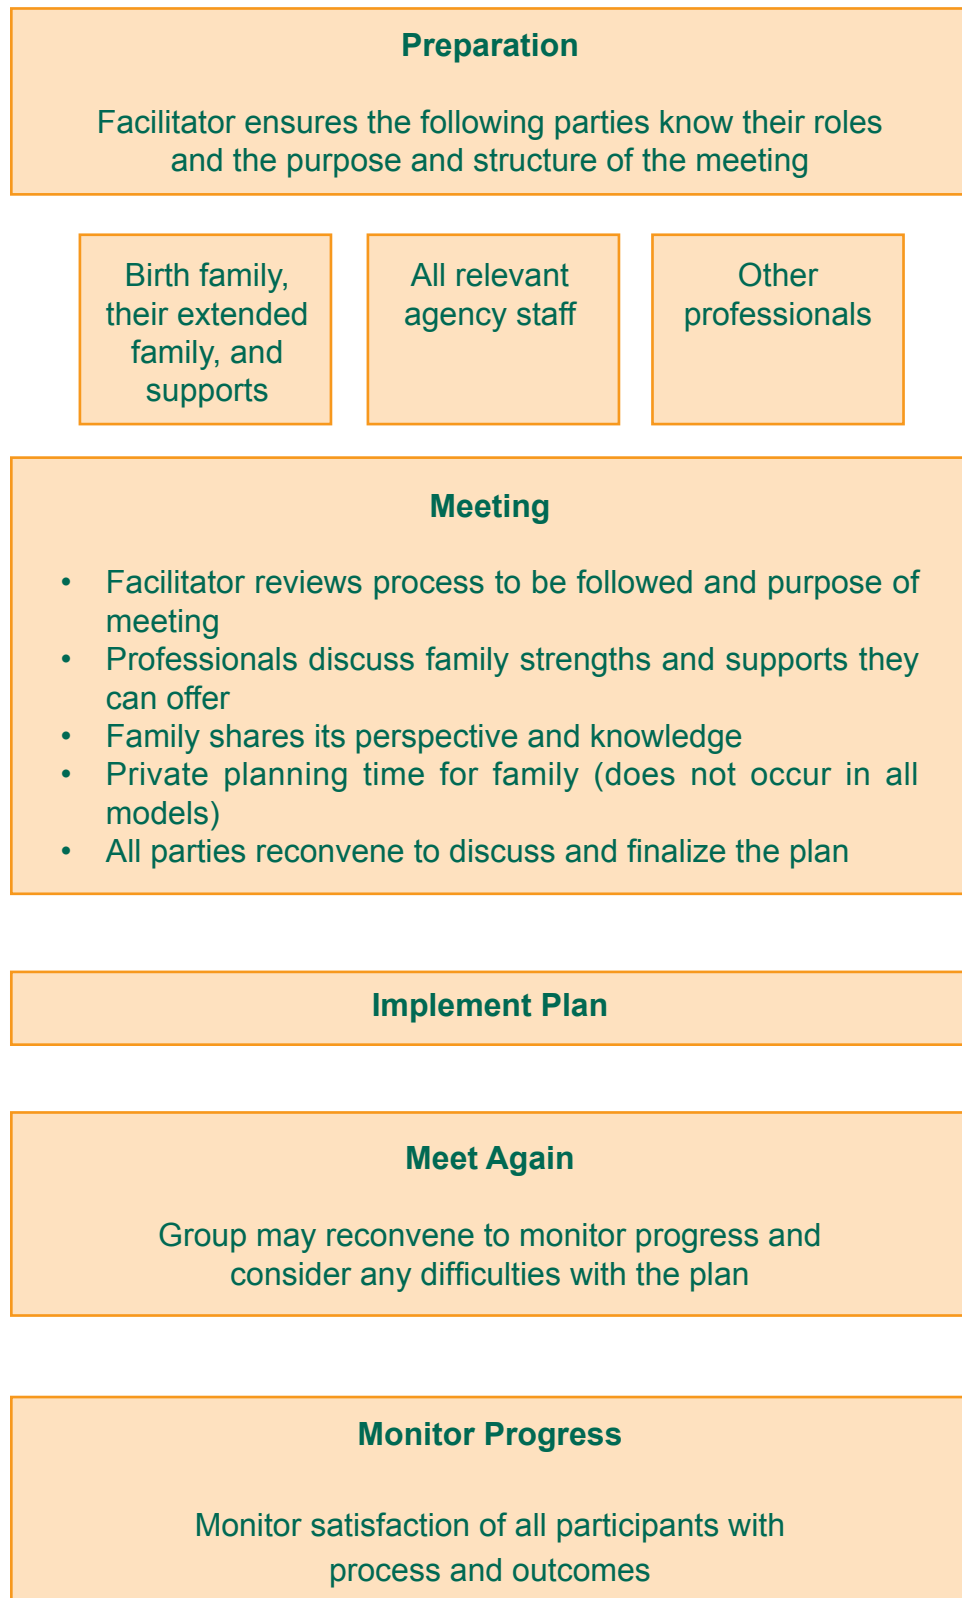 Preparation
Facilitator ensures the following parties know their roles
and the purpose and structure of the meeting
Birth family,
their extended
family, and
supports
All relevant
agency staff
Other
professionals
Meeting
• Facilitator reviews process to be followed and purpose of
meeting
• Professionals discuss family strengths and supports they
can offer
• Family shares its perspective and knowledge
• Private planning time for family (does not occur in all
models)
• All parties reconvene to discuss and finalize the plan
Implement Plan
Meet Again
Group may reconvene to monitor progress and
consider any difficulties with the plan
Monitor Progress
Monitor satisfaction of all participants with
process and outcomes